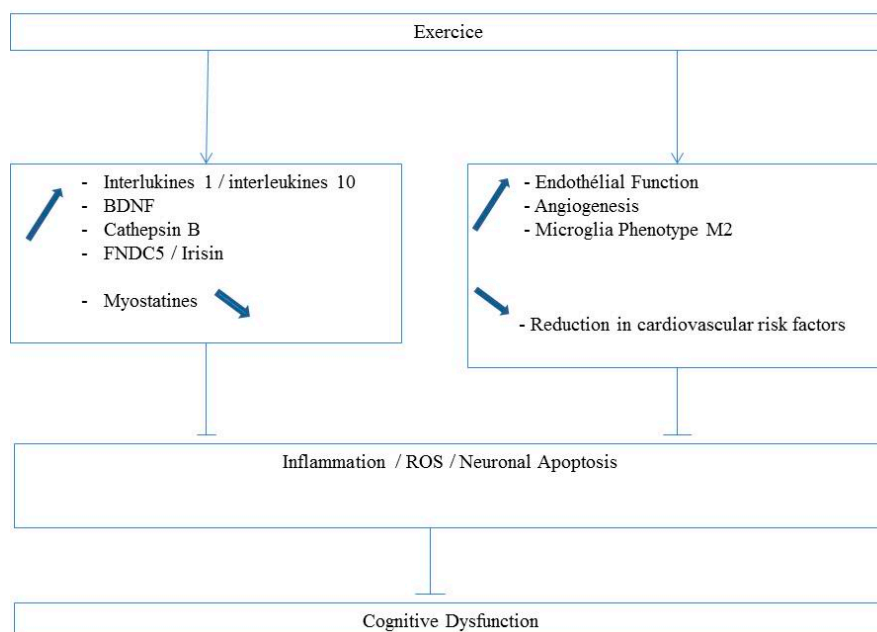 Exercice
- Interlukines 1 / interleukines 10
- BDNF
- Cathepsin B
- FNDC5 / Irisin
- Myostatines
- Endothélial Function
- Angiogenesis
- Microglia Phenotype M2
- Reduction in cardiovascular risk factors
Inflammation / ROS / Neuronal Apoptosis
Cognitive Dysfunction